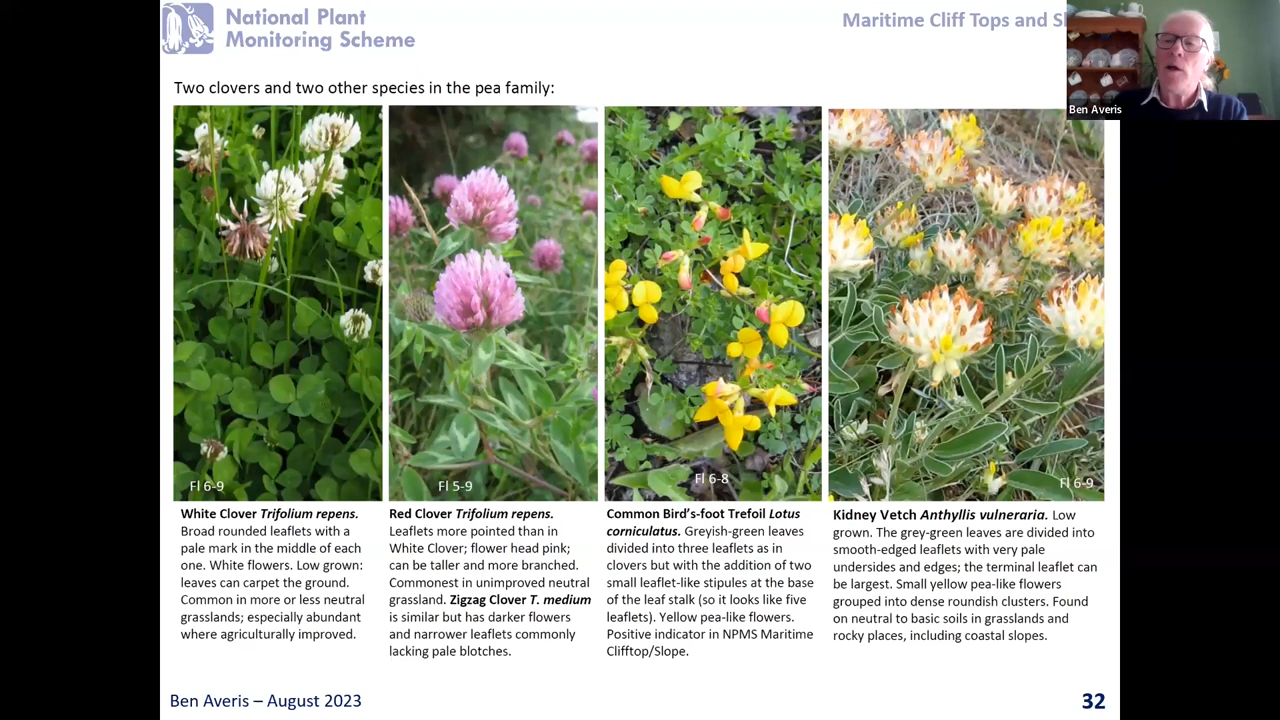 National Plant
Monitoring Scheme
Maritime Cliff Tops and
Ben Averis
Two clovers and two other species in the pea family:
Fl 6-9
Fl 5-9
Fl 6-8
Fl 6-9
White Clover Trifolium repens.
Broad rounded leaflets with a
pale mark in the middle of each
one. White flowers. Low grown:
leaves can carpet the ground.
Common in more or less neutral
grasslands; especially abundant
where agriculturally improved.
Red Clover Trifolium repens.
Leaflets more pointed than in
White Clover; flower head pink;
can be taller and more branched.
Commonest in unimproved neutral
grassland. Zigzag Clover T. medium
is similar but has darker flowers
and narrower leaflets commonly
lacking pale blotches.
Common Bird's-foot Trefoil Lotus
corniculatus. Greyish-green leaves
divided into three leaflets as in
clovers but with the addition of two
small leaflet-like stipules at the base
of the leaf stalk (so it looks like five
leaflets). Yellow pea-like flowers.
Positive indicator in NPMS Maritime
Clifftop/Slope.
Kidney Vetch Anthyllis vulneraria. Low
grown. The grey-green leaves are divided into
smooth-edged leaflets with very pale
undersides and edges; the terminal leaflet can
be largest. Small yellow pea-like flowers
grouped into dense roundish clusters. Found
on neutral to basic soils in grasslands and
rocky places, including coastal slopes.
Ben Averis – August 2023
32